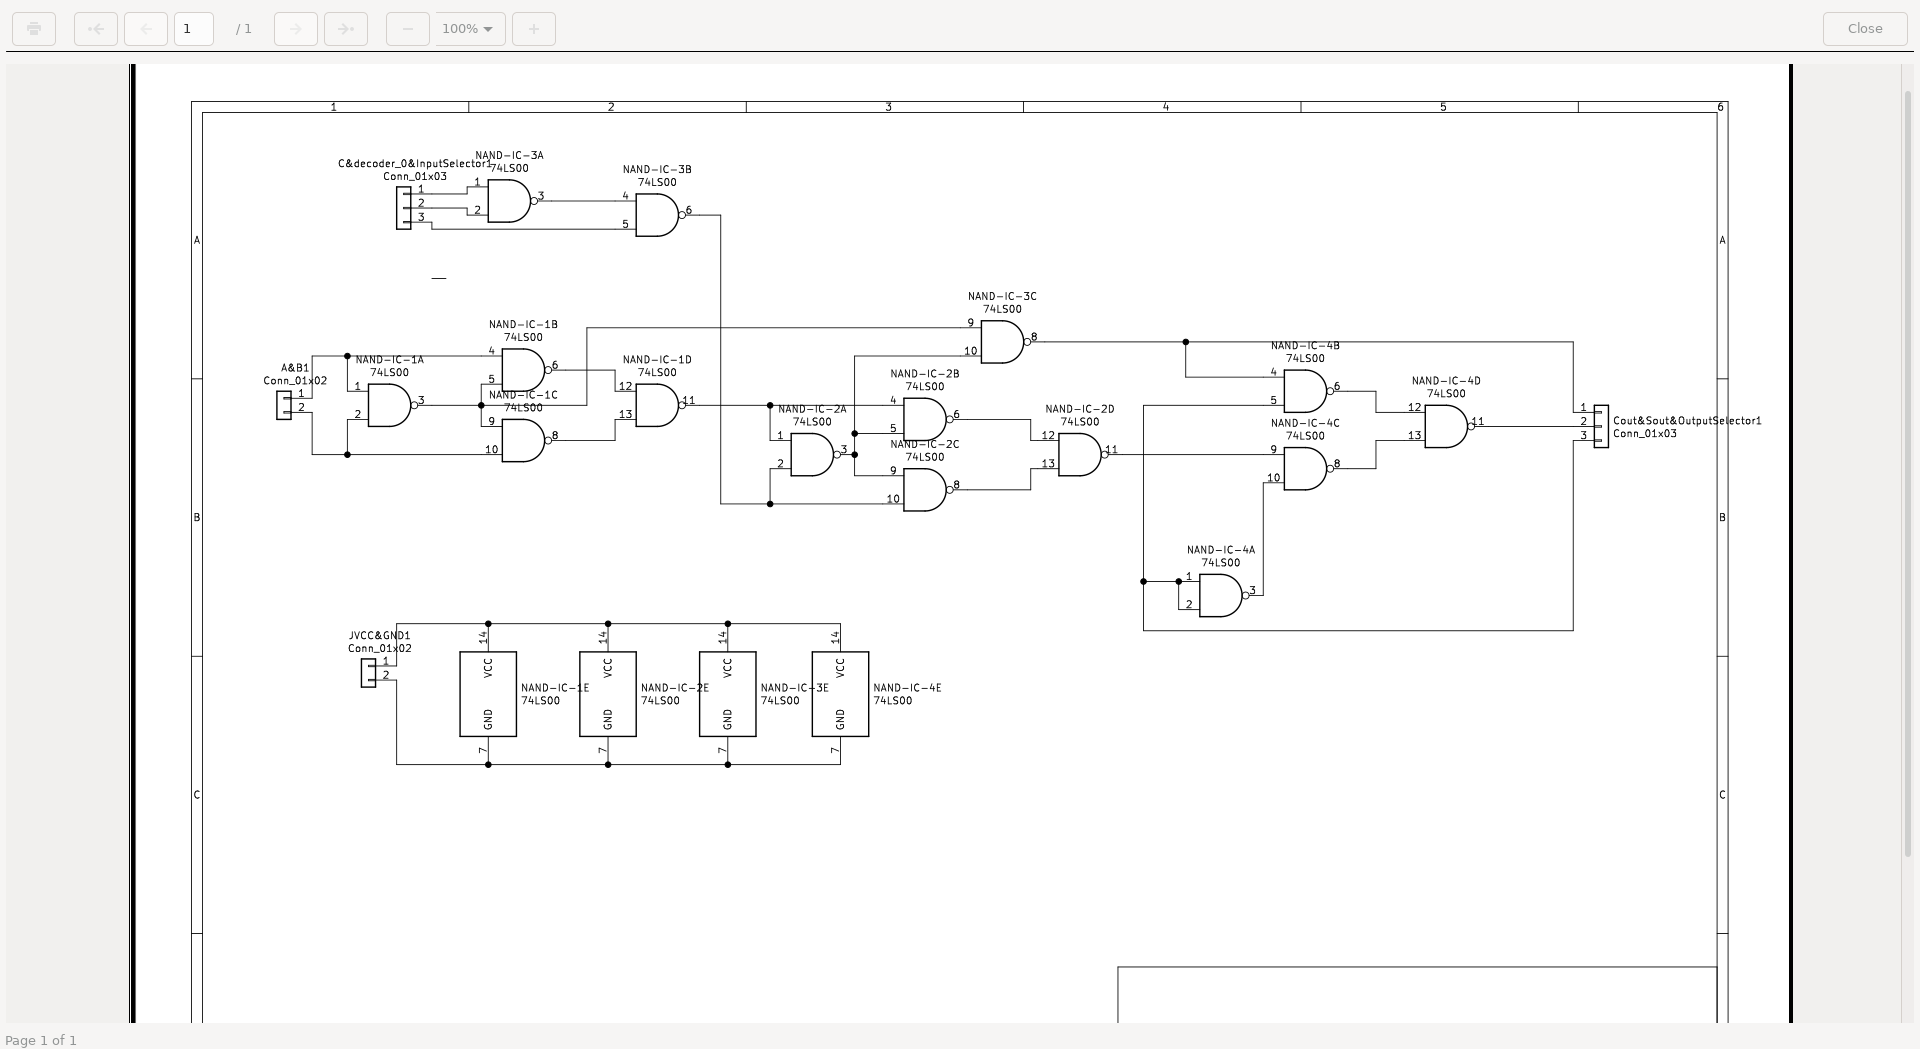 1
/ 1
100%
Close
1 2 3 4 5 6
NAND-IC-3A
74LS00
C&decoder_0&InputSelector1
Conn_01x03
1
2
3
1
2
3
NAND-IC-3B
74LS00
4
5
6
A
A
NAND-IC-3C
74LS00
9
10
8
NAND-IC-1B
74LS00
4
5
6
NAND-IC-1A
74LS00
1
2
3
A&B1
Conn_01x02
1
2
NAND-IC-1C
74LS00
9
10
8
NAND-IC-1D
74LS00
12
13
11
NAND-IC-2B
74LS00
4
5
6
NAND-IC-2A
74LS00
1
2
3
NAND-IC-2C
74LS00
9
10
8
NAND-IC-2D
74LS00
12
13
11
NAND-IC-4B
74LS00
4
5
6
NAND-IC-4C
74LS00
9
10
8
NAND-IC-4D
74LS00
12
13
11
1
2
3
Cout&Sout&OutputSelector1
Conn_01x03
B
B
NAND-IC-4A
74LS00
1
2
3
JVCC&GND1
Conn_01x02
1
2
14
VCC
GND
7
NAND-IC-1E
74LS00
14
VCC
GND
7
NAND-IC-2E
74LS00
14
VCC
GND
7
NAND-IC-3E
74LS00
14
VCC
GND
7
NAND-IC-4E
74LS00
C
C
Page 1 of 1